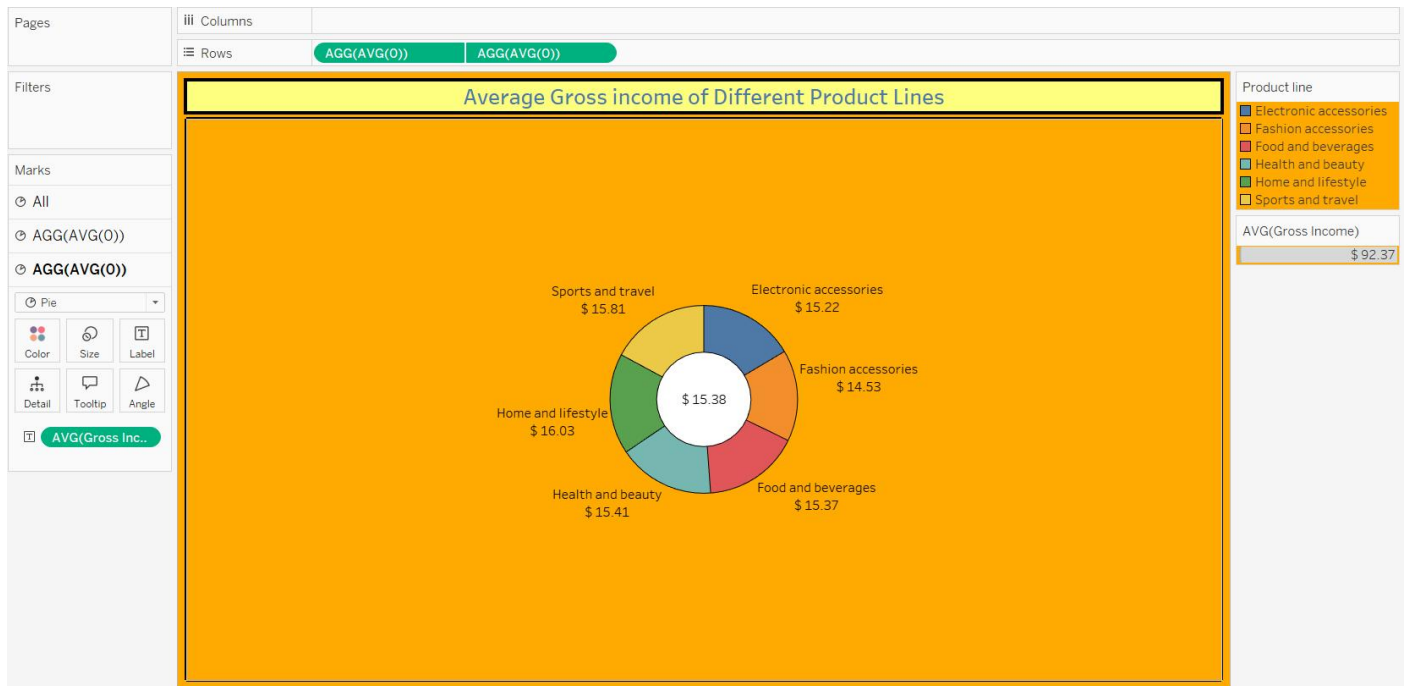 Pages
Columns
Rows
AGG(AVG(0))
AGG(AVG(0))
Filters
Marks
All
AGG(AVG(0))
AGG(AVG(0))
Pie
Color
Size
Label
Detail
Tooltip
Angle
AVG(Gross Inc..
Average Gross income of Different Product Lines
Sports and travel
$ 15.81
Electronic accessories
$ 15.22
Fashion accessories
$ 14.53
$ 15.38
Home and lifestyle
$ 16.03
Food and beverages
$ 15.37
Health and beauty
$ 15.41
Product line
Electronic accessories
Fashion accessories
Food and beverages
Health and beauty
Home and lifestyle
Sports and travel
AVG(Gross Income)
$ 92.37